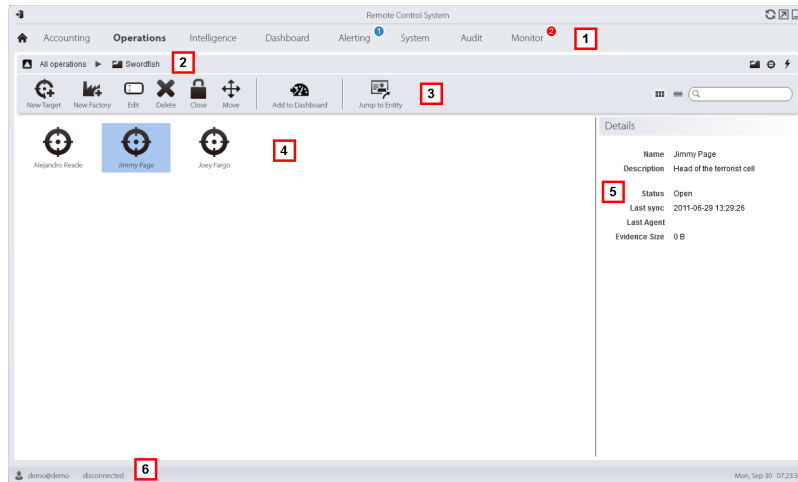 Remote Control System
Accounting Operations Intelligence Dashboard Alerting 1 System Audit Monitor 2 1
All operations Swordfish 2
New Target New Factory Edit Delete Close Move Add to Dashboard Jump to Entity 3
Alejandro Reade Jimmy Page Joey Fargo 4
Details
Name Jimmy Page
Description Head of the terrorist cell
5 Status Open
Last sync 2011-06-29 13:29:26
Last Agent
Evidence Size 0 B
demo@demo disconnected 6
Mon, Sep 30 07:23:3